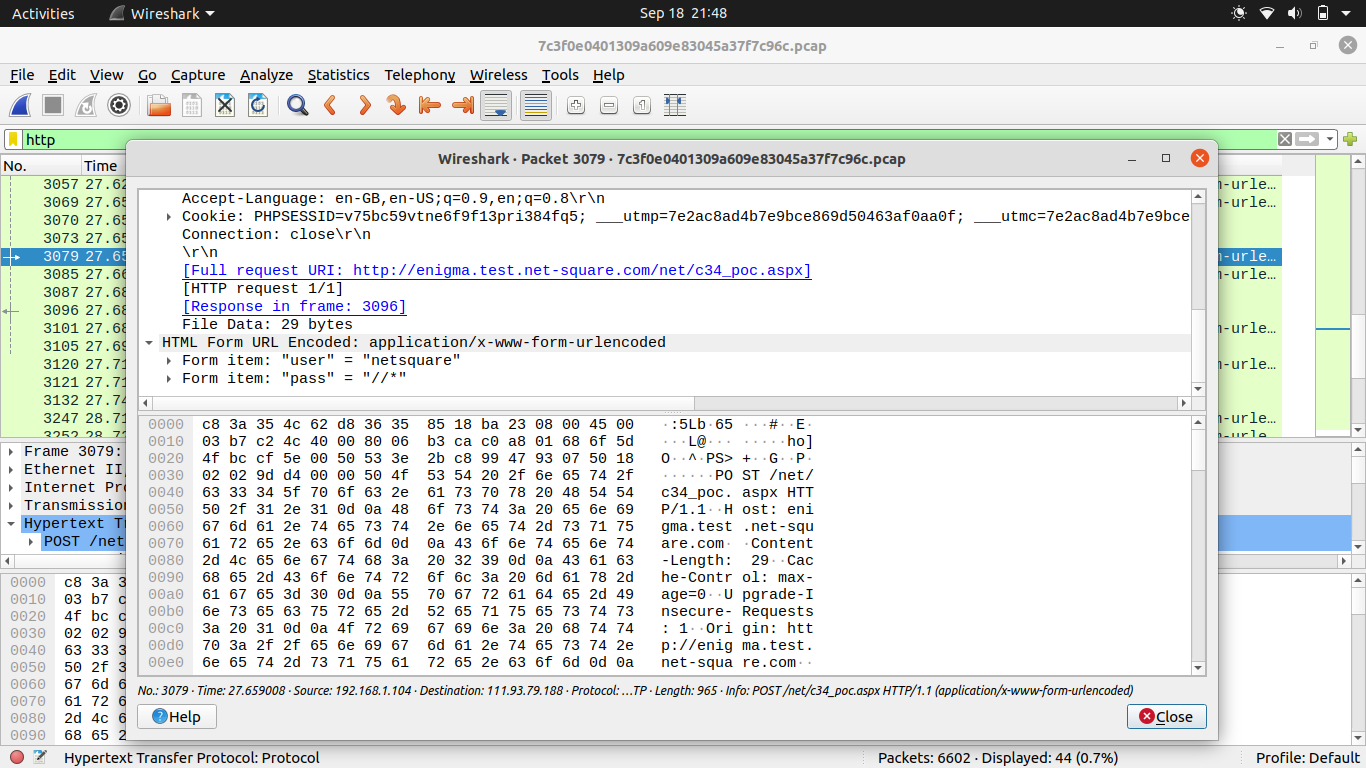 Activities Wireshark Sep 18 21:48
7c3f0e0401309a609e83045a37f7c96c.pcap
File Edit View Go Capture Analyze Statistics Telephony Wireless Tools Help
http
No. Time
Wireshark · Packet 3079 · 7c3f0e0401309a609e83045a37f7c96c.pcap
3057 27.62
3069 27.65
3070 27.65
3073 27.65
3079 27.65
3085 27.66
3087 27.68
3096 27.68
3101 27.68
3105 27.69
3120 27.71
3121 27.71
3132 27.74
3247 28.71
3252 28.72
Accept-Language: en-GB,en-US;q=0.9,en;q=0.8\r\n
Cookie: PHPSESSID=v75bc59vtne6f9f13pri384fq5; ___utmp=7e2ac8ad4b7e9bce869d50463af0aa0f; ___utmc=7e2ac8ad4b7e9bce
Connection: close\r\n
\r\n
[Full request URI: http://enigma.test.net-square.com/net/c34_poc.aspx]
[HTTP request 1/1]
[Response in frame: 3096]
File Data: 29 bytes
HTML Form URL Encoded: application/x-www-form-urlencoded
Form item: "user" = "netsquare"
Form item: "pass" = "//*"
m-urle…
m-urle…
m-urle…
m-urle…
m-urle…
m-urle…
m-urle…
Frame 3079:
Ethernet II,
Internet Pro
Transmission
Hypertext Tr
POST /net
0000 c8 3a 35 4c 62 d8 36 35 85 18 ba 23 08 00 45 00 ·:5Lb·65 ···#··E·
0010 03 b7 c2 4c 40 00 80 06 b3 ca c0 a8 01 68 6f 5d ···L@··· ·····ho]
0020 4f bc cf 5e 00 50 53 3e 2b c8 99 47 93 07 50 18 O··^·PS> +··G··P·
0030 02 02 9d d4 00 00 50 4f 53 54 20 2f 6e 65 74 2f ······PO ST /net/
0040 63 33 34 5f 70 6f 63 2e 61 73 70 78 20 48 54 54 c34_poc. aspx HTT
0050 50 2f 31 2e 31 0d 0a 48 6f 73 74 3a 20 65 6e 69 P/1.1··H ost: eni
0060 67 6d 61 2e 74 65 73 74 2e 6e 65 74 2d 73 71 75 gma.test .net-squ
0070 61 72 65 2e 63 6f 6d 0d 0a 43 6f 6e 74 65 6e 74 are.com· ·Content
0080 2d 4c 65 6e 67 74 68 3a 20 32 39 0d 0a 43 61 63 -Length: 29··Cac
0090 68 65 2d 43 6f 6e 74 72 6f 6c 3a 20 6d 61 78 2d he-Contr ol: max-
00a0 61 67 65 3d 30 0d 0a 55 70 67 72 61 64 65 2d 49 age=0··U pgrade-I
00b0 6e 73 65 63 75 72 65 2d 52 65 71 75 65 73 74 73 nsecure- Requests
00c0 3a 20 31 0d 0a 4f 72 69 67 69 6e 3a 20 68 74 74 : 1··Ori gin: htt
00d0 70 3a 2f 2f 65 6e 69 67 6d 61 2e 74 65 73 74 2e p://enig ma.test.
00e0 6e 65 74 2d 73 71 75 61 72 65 2e 63 6f 6d 0d 0a net-squa re.com··
0000 c8 3a 3
0010 03 b7 c
0020 4f bc c
0030 02 02 9
0040 63 33 3
0050 50 2f 3
0060 67 6d 6
0070 61 72 6
0080 2d 4c 6
0090 68 65 2
No.: 3079 · Time: 27.659008 · Source: 192.168.1.104 · Destination: 111.93.79.188 · Protocol: …TP · Length: 965 · Info: POST /net/c34_poc.aspx HTTP/1.1 (application/x-www-form-urlencoded)
Help Close
Hypertext Transfer Protocol: Protocol Packets: 6602 · Displayed: 44 (0.7%) Profile: Default